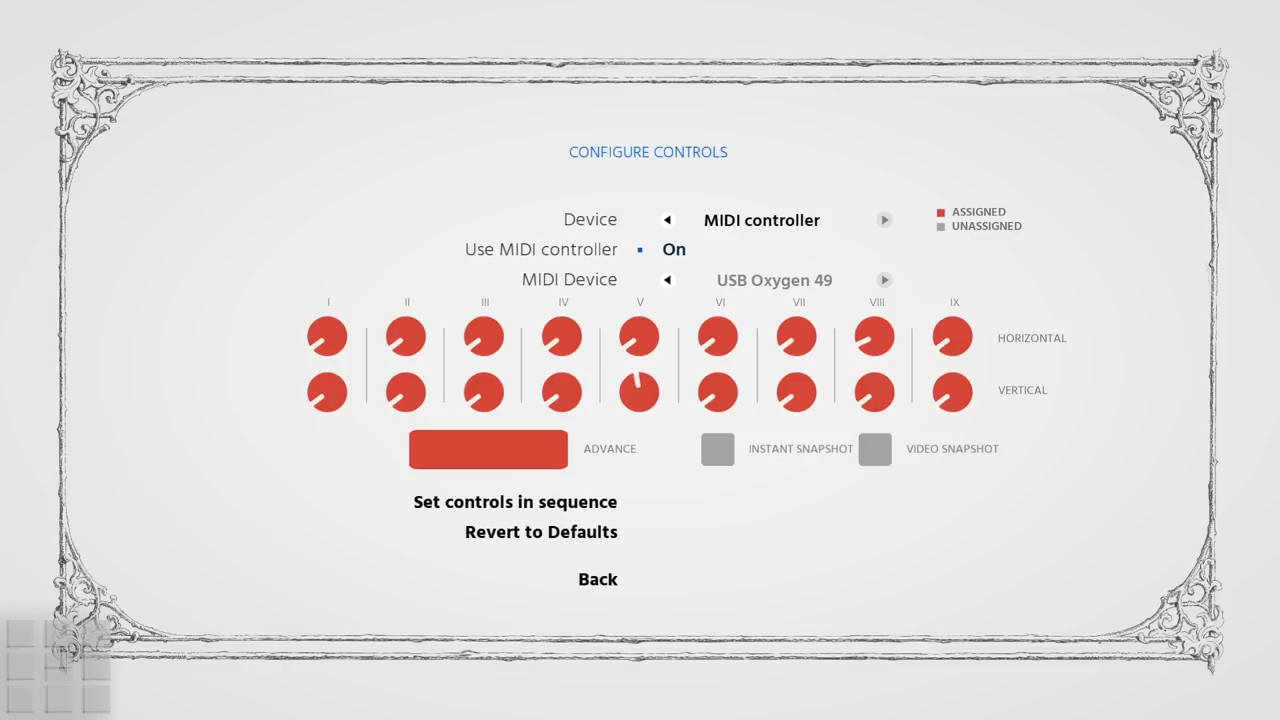 CONFIGURE CONTROLS
Device MIDI controller
ASSIGNED
UNASSIGNED
Use MIDI controller On
MIDI Device USB Oxygen 49
I II III IV V VI VII VIII IX
HORIZONTAL
VERTICAL
ADVANCE INSTANT SNAPSHOT VIDEO SNAPSHOT
Set controls in sequence
Revert to Defaults
Back